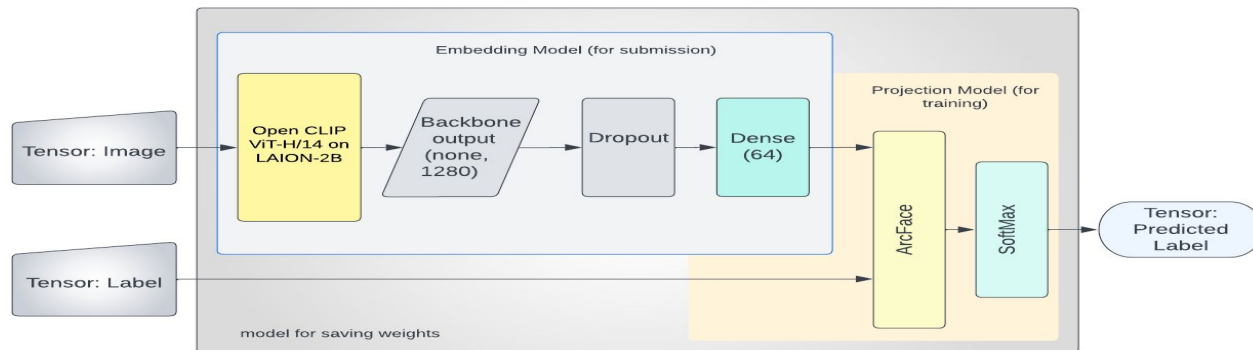 Embedding Model (for submission)
Projection Model (for
training)
Tensor: Image
Open CLIP
ViT-H/14 on
LAION-2B
Backbone
output
(none,
1280)
Dropout
Dense
(64)
ArcFace
SoftMax
Tensor:
Predicted
Label
Tensor: Label
model for saving weights